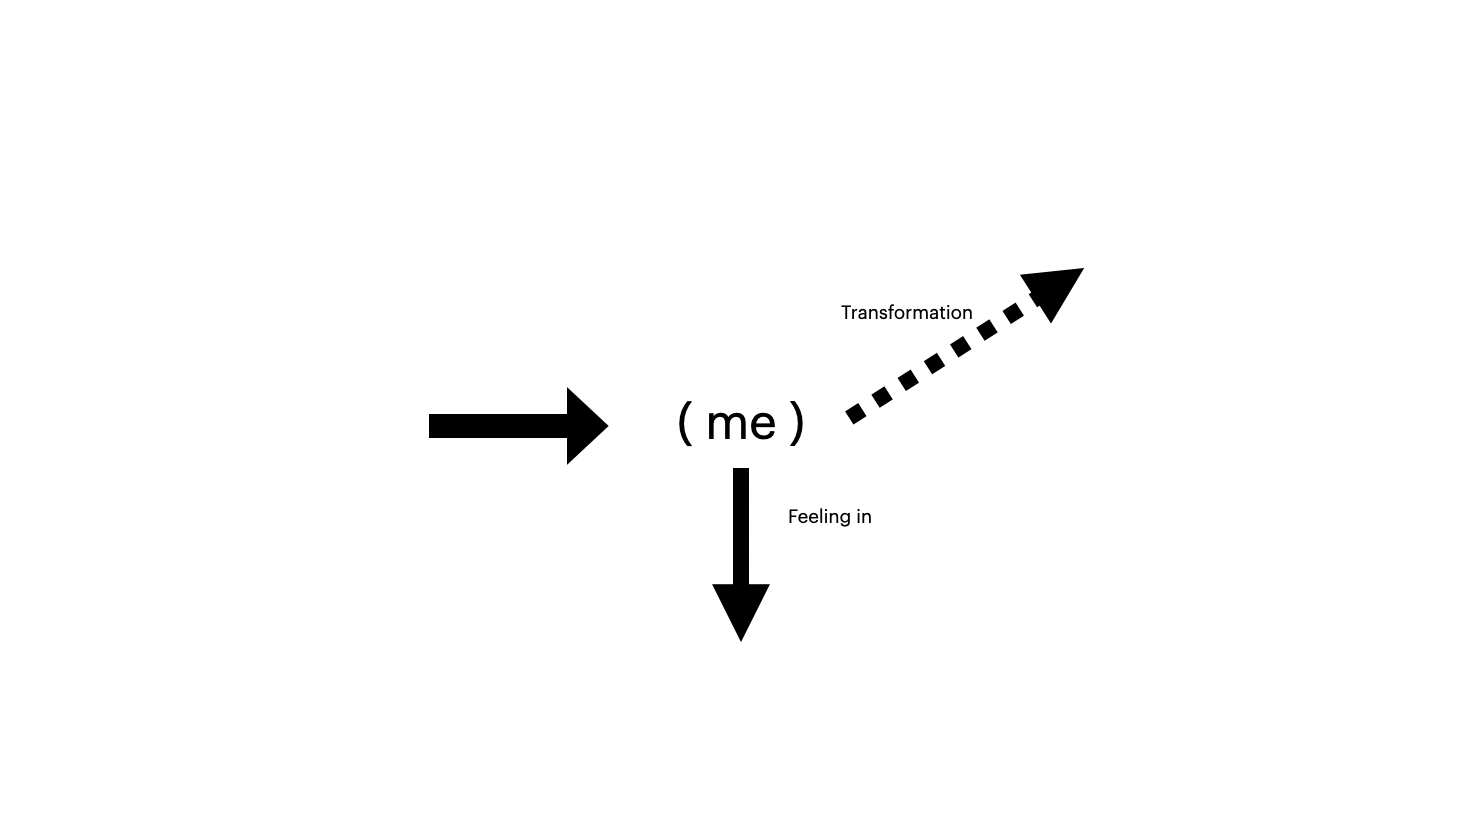 Transformation
( me )
Feeling in